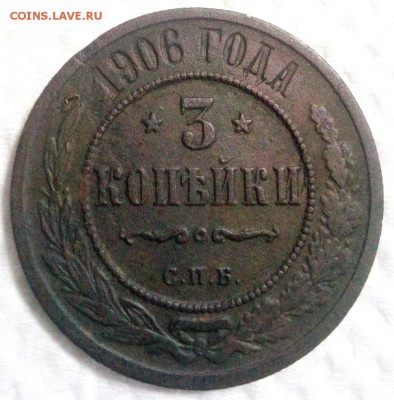 COINS.LAVE.RU
1906 ГОДА
3
КОПѢЙКИ
С.П.Б.